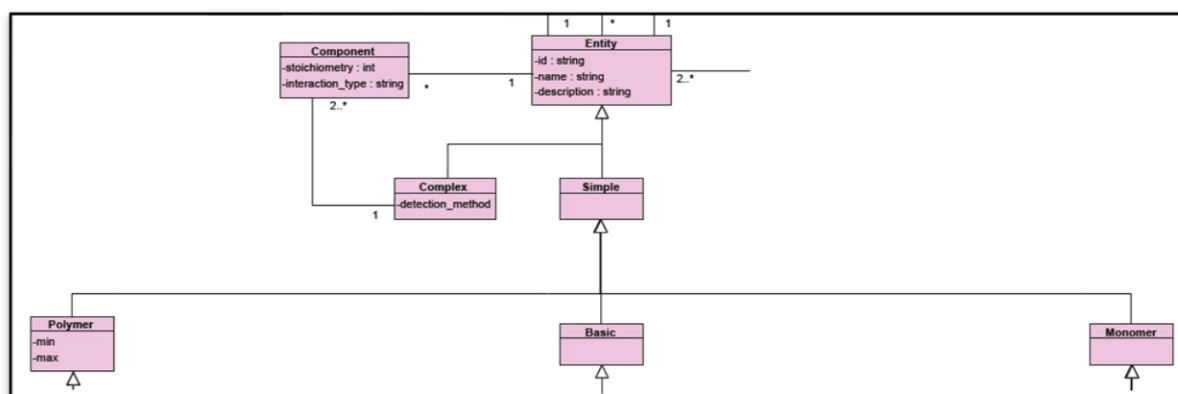 1 * 1
Entity
-id : string
-name : string
-description : string
2..*
Component
-stoichiometry : int
-interaction_type : string
* 1
2..*
Complex
-detection_method
1
Simple
Polymer
-min
-max
Basic
Monomer